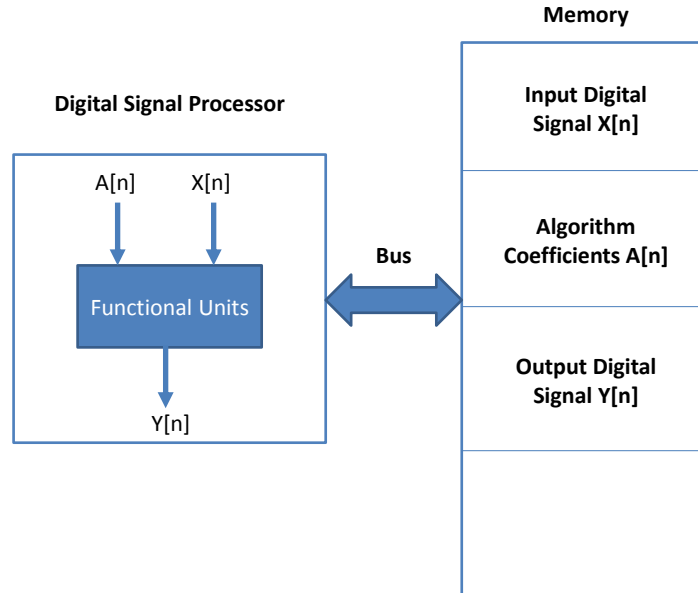 Memory
Digital Signal Processor
Input Digital
Signal X[n]
A[n]
X[n]
Algorithm
Coefficients A[n]
Bus
Functional Units
Output Digital
Signal Y[n]
Y[n]